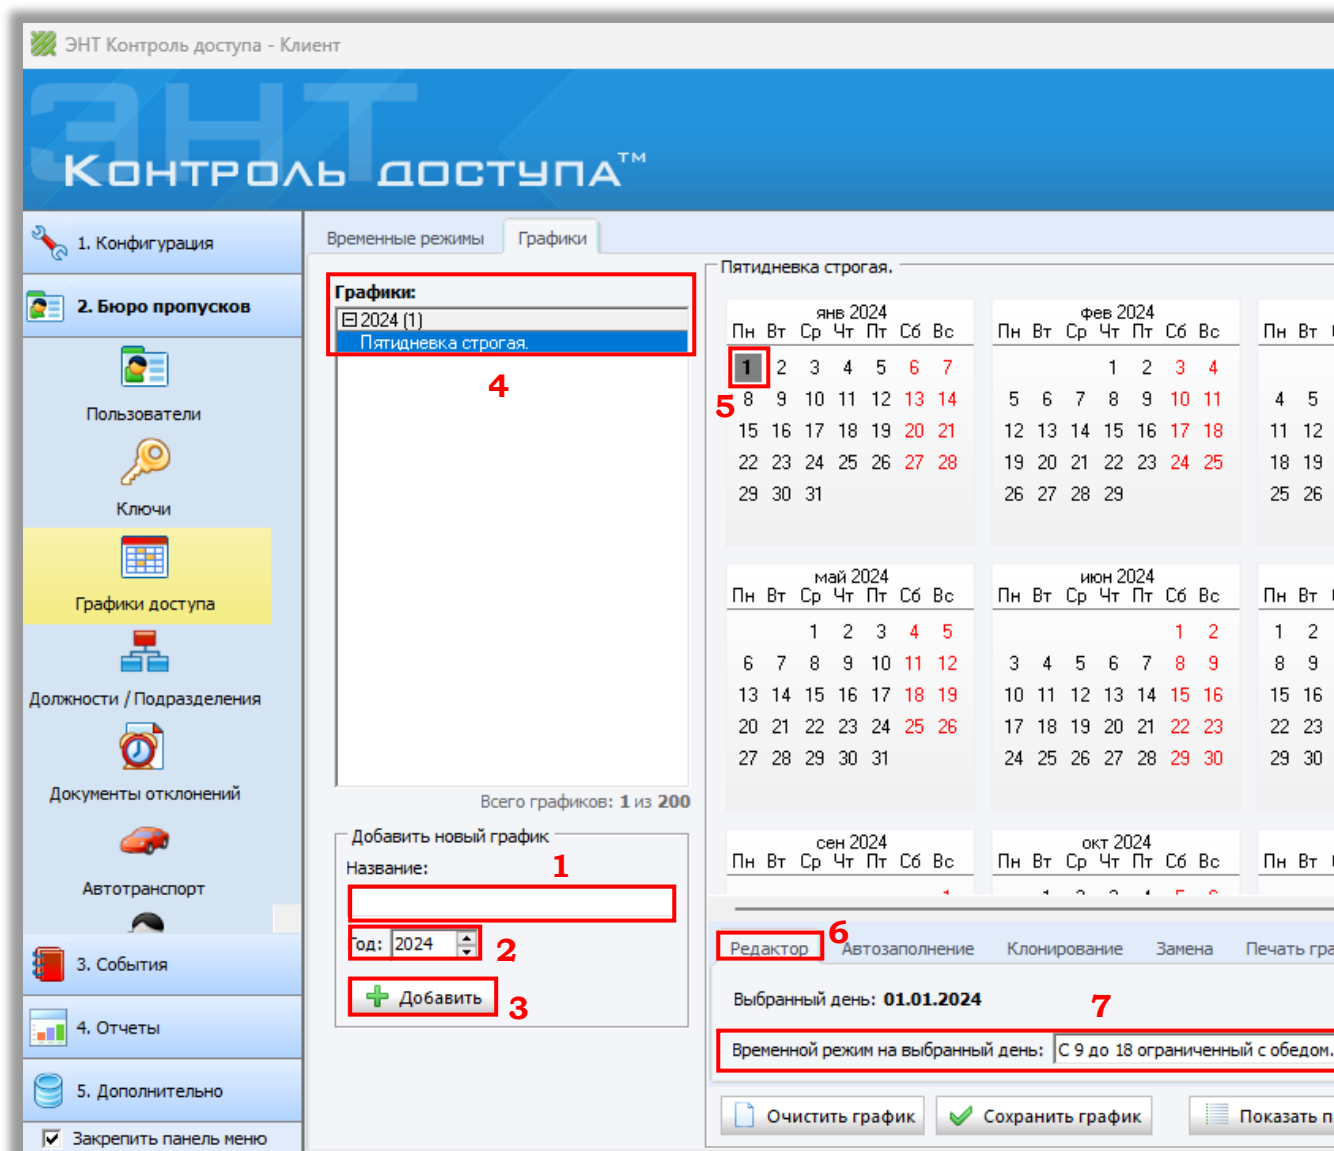 ЭНТ Контроль доступа - Клиент
ЭНТ
КОНТРОЛЬ ДОСТУПА™
1. Конфигурация
2. Бюро пропусков
Пользователи
Ключи
Графики доступа
Должности / Подразделения
Документы отклонений
Автотранспорт
3. События
4. Отчеты
5. Дополнительно
Закрепить панель меню
Временные режимы Графики
Графики:
2024 (1)
Пятидневка строгая.
4
Всего графиков: 1 из 200
Добавить новый график
Название: 1
Год: 2024 2
Добавить 3
Пятидневка строгая.
янв 2024
Пн Вт Ср Чт Пт Сб Вс
1 2 3 4 5 6 7
5
8 9 10 11 12 13 14
15 16 17 18 19 20 21
22 23 24 25 26 27 28
29 30 31
фев 2024
Пн Вт Ср Чт Пт Сб Вс
1 2 3 4
5 6 7 8 9 10 11
12 13 14 15 16 17 18
19 20 21 22 23 24 25
26 27 28 29
Пн Вт
4 5
11 12
18 19
25 26
май 2024
Пн Вт Ср Чт Пт Сб Вс
1 2 3 4 5
6 7 8 9 10 11 12
13 14 15 16 17 18 19
20 21 22 23 24 25 26
27 28 29 30 31
июн 2024
Пн Вт Ср Чт Пт Сб Вс
1 2
3 4 5 6 7 8 9
10 11 12 13 14 15 16
17 18 19 20 21 22 23
24 25 26 27 28 29 30
Пн Вт
1 2
8 9
15 16
22 23
29 30
сен 2024
Пн Вт Ср Чт Пт Сб Вс
окт 2024
Пн Вт Ср Чт Пт Сб Вс
Пн Вт
Редактор 6 Автозаполнение Клонирование Замена Печать гра
Выбранный день: 01.01.2024
7
Временной режим на выбранный день: С 9 до 18 ограниченный с обедом.
Очистить график Сохранить график Показать п